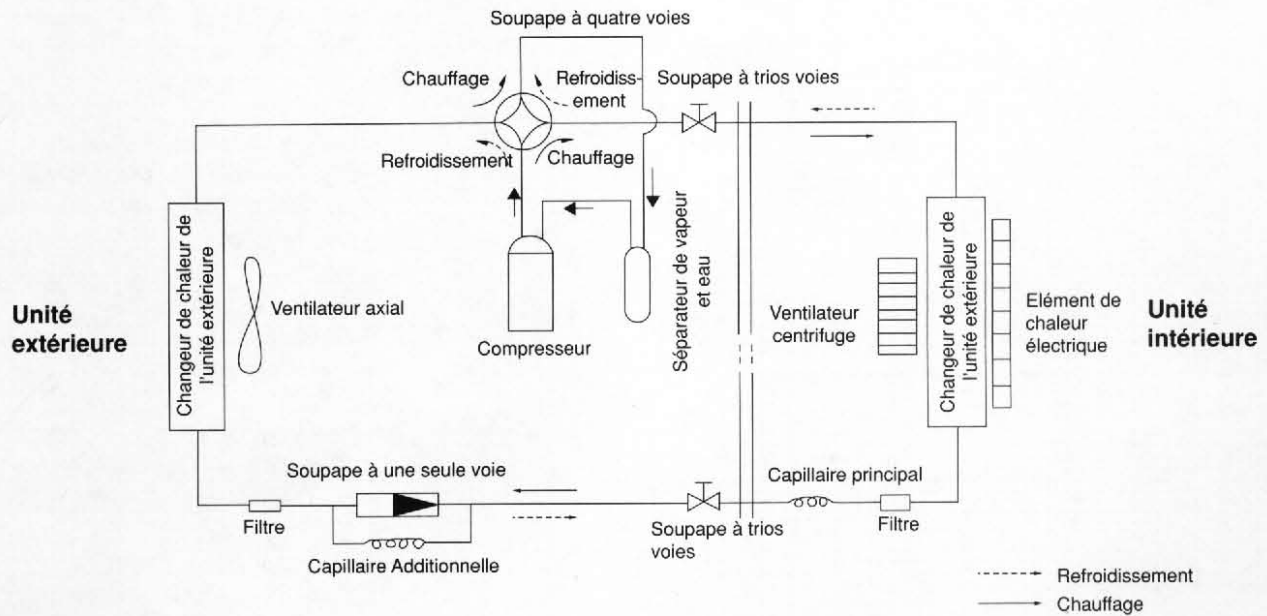 Soupape à quatre voies
Chauffage
Refroidiss-
ement
Soupape à trios voies
Refroidissement
Chauffage
Changeur de chaleur de
l'unité extérieure
Unité
extérieure
Ventilateur axial
Compresseur
Séparateur de vapeur
et eau
Ventilateur
centrifuge
Changeur de chaleur de
l'unité extérieure
Elément de
chaleur
électrique
Unité
intérieure
Soupape à une seule voie
Filtre
Capillaire Additionnelle
Soupape à trios
voies
Capillaire principal
Filtre
Refroidissement
Chauffage